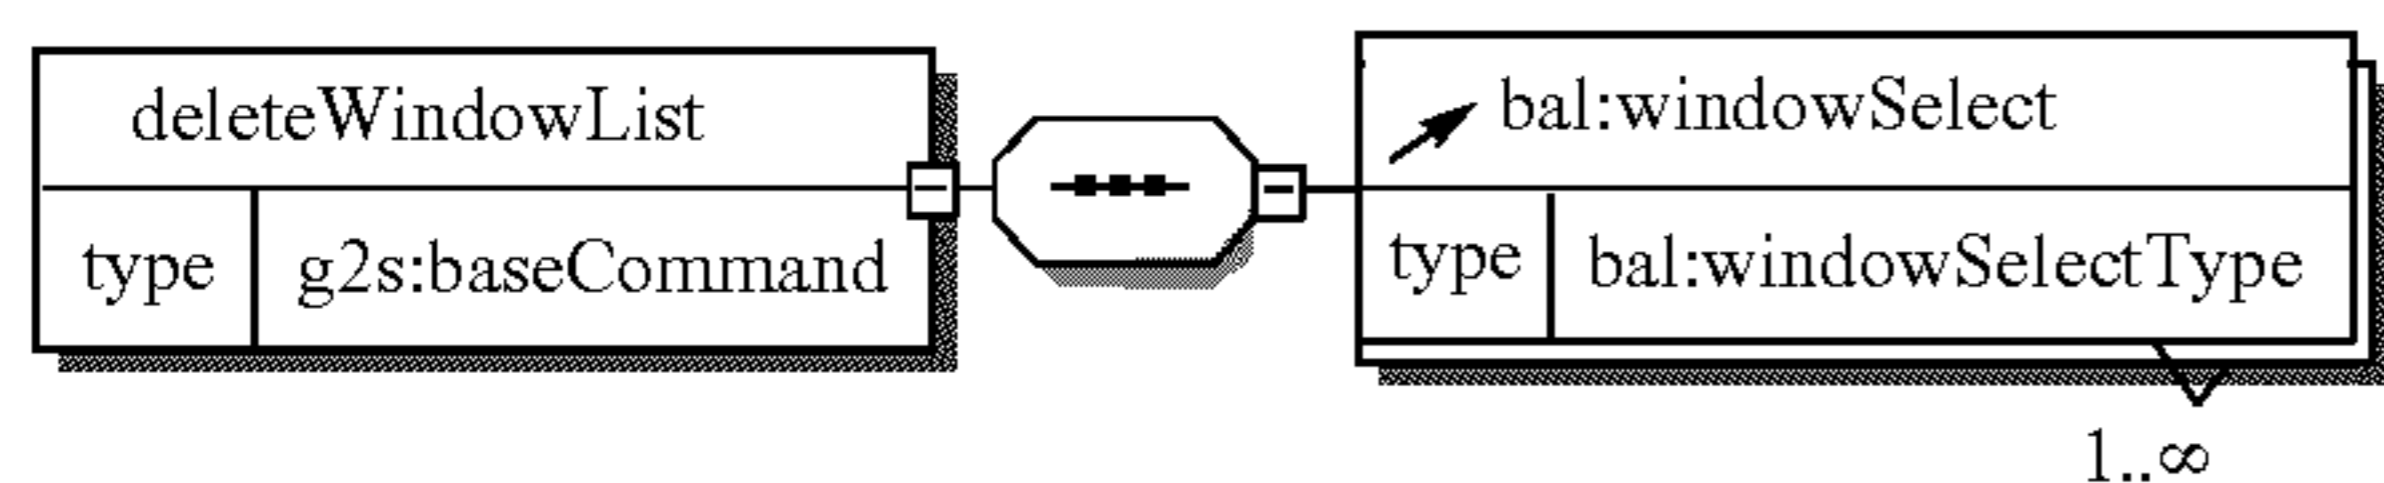 deleteWindowList
type g2s:baseCommand
bal:windowSelect
type bal:windowSelectType
1..∞